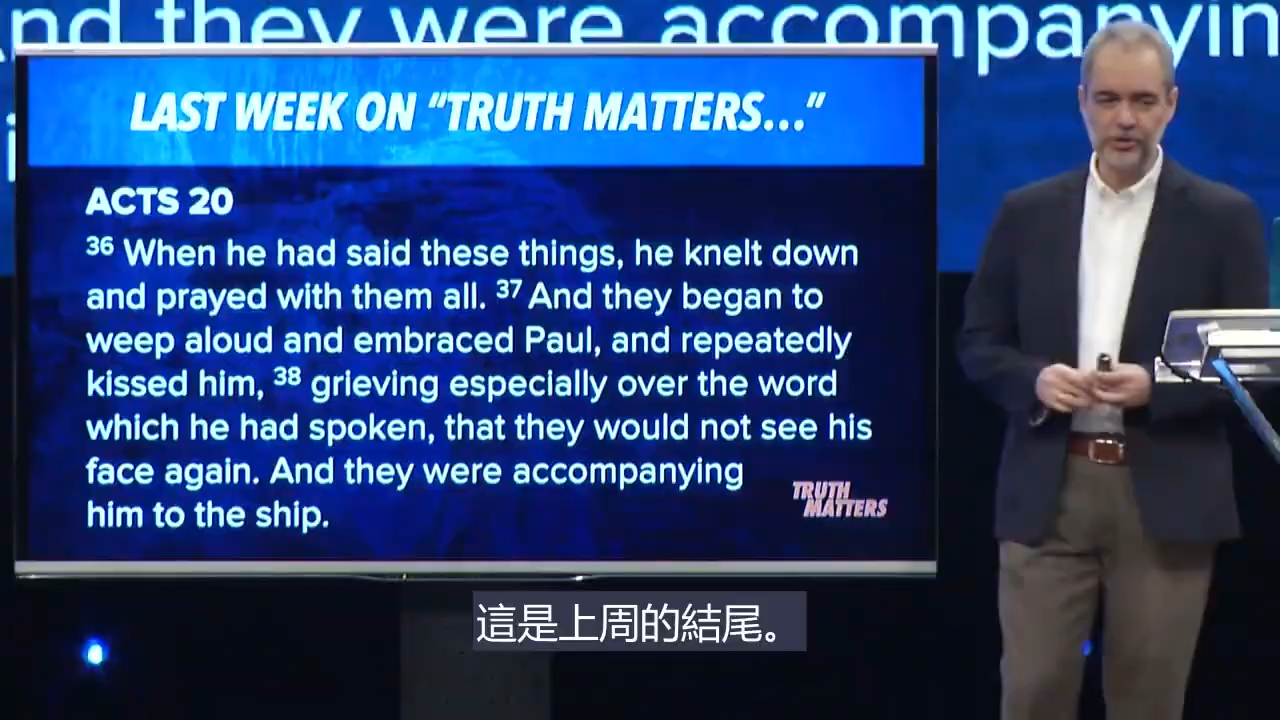 nd they were accompanyin
LAST WEEK ON “TRUTH MATTERS…”
ACTS 20
36 When he had said these things, he knelt down
and prayed with them all. 37 And they began to
weep aloud and embraced Paul, and repeatedly
kissed him, 38 grieving especially over the word
which he had spoken, that they would not see his
face again. And they were accompanying
him to the ship.
TRUTH
MATTERS
這是上周的結尾。